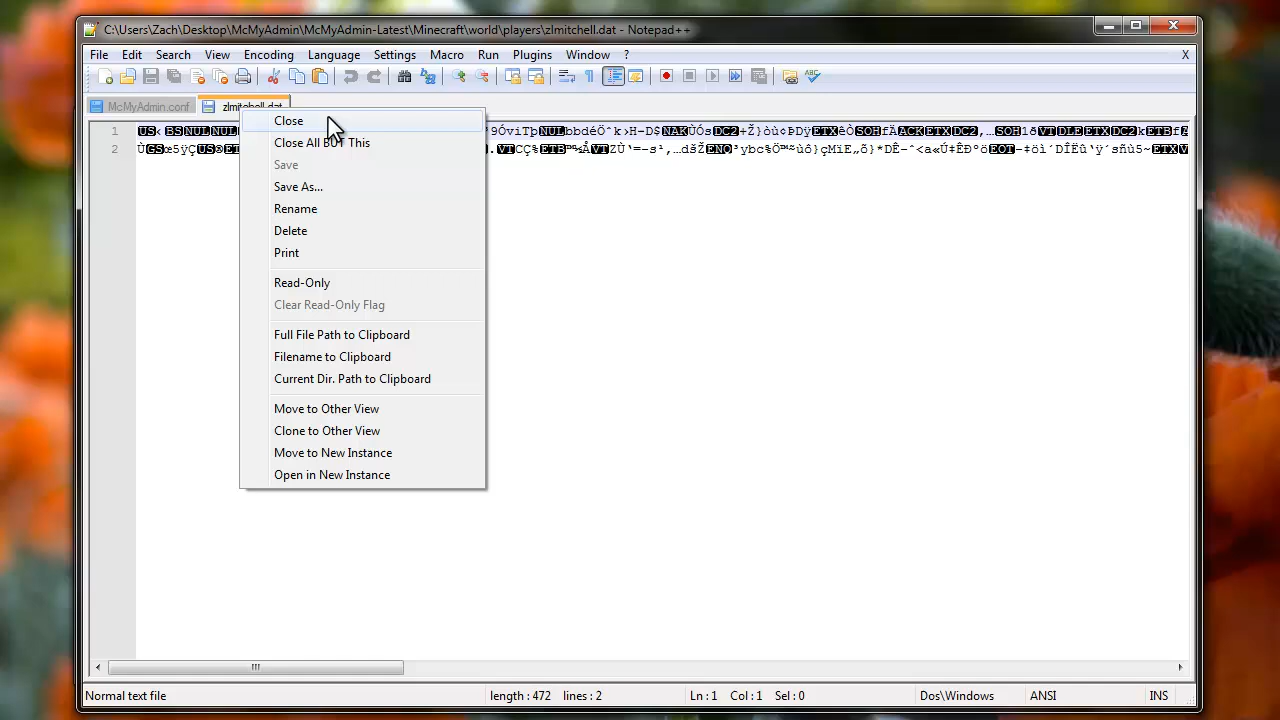 C:\Users\Zach\Desktop\McMyAdmin\McMyAdmin-Latest\Minecraft\world\players\zlmitchell.dat - Notepad++
File Edit Search View Encoding Language Settings Macro Run Plugins Window ? X
McMyAdmin.conf zlmitchell.dat
1
2
Close
Close All BUT This
Save
Save As...
Rename
Delete
Print
Read-Only
Clear Read-Only Flag
Full File Path to Clipboard
Filename to Clipboard
Current Dir. Path to Clipboard
Move to Other View
Clone to Other View
Move to New Instance
Open in New Instance
Normal text file length : 472 lines : 2 Ln : 1 Col : 1 Sel : 0 Dos\Windows ANSI INS